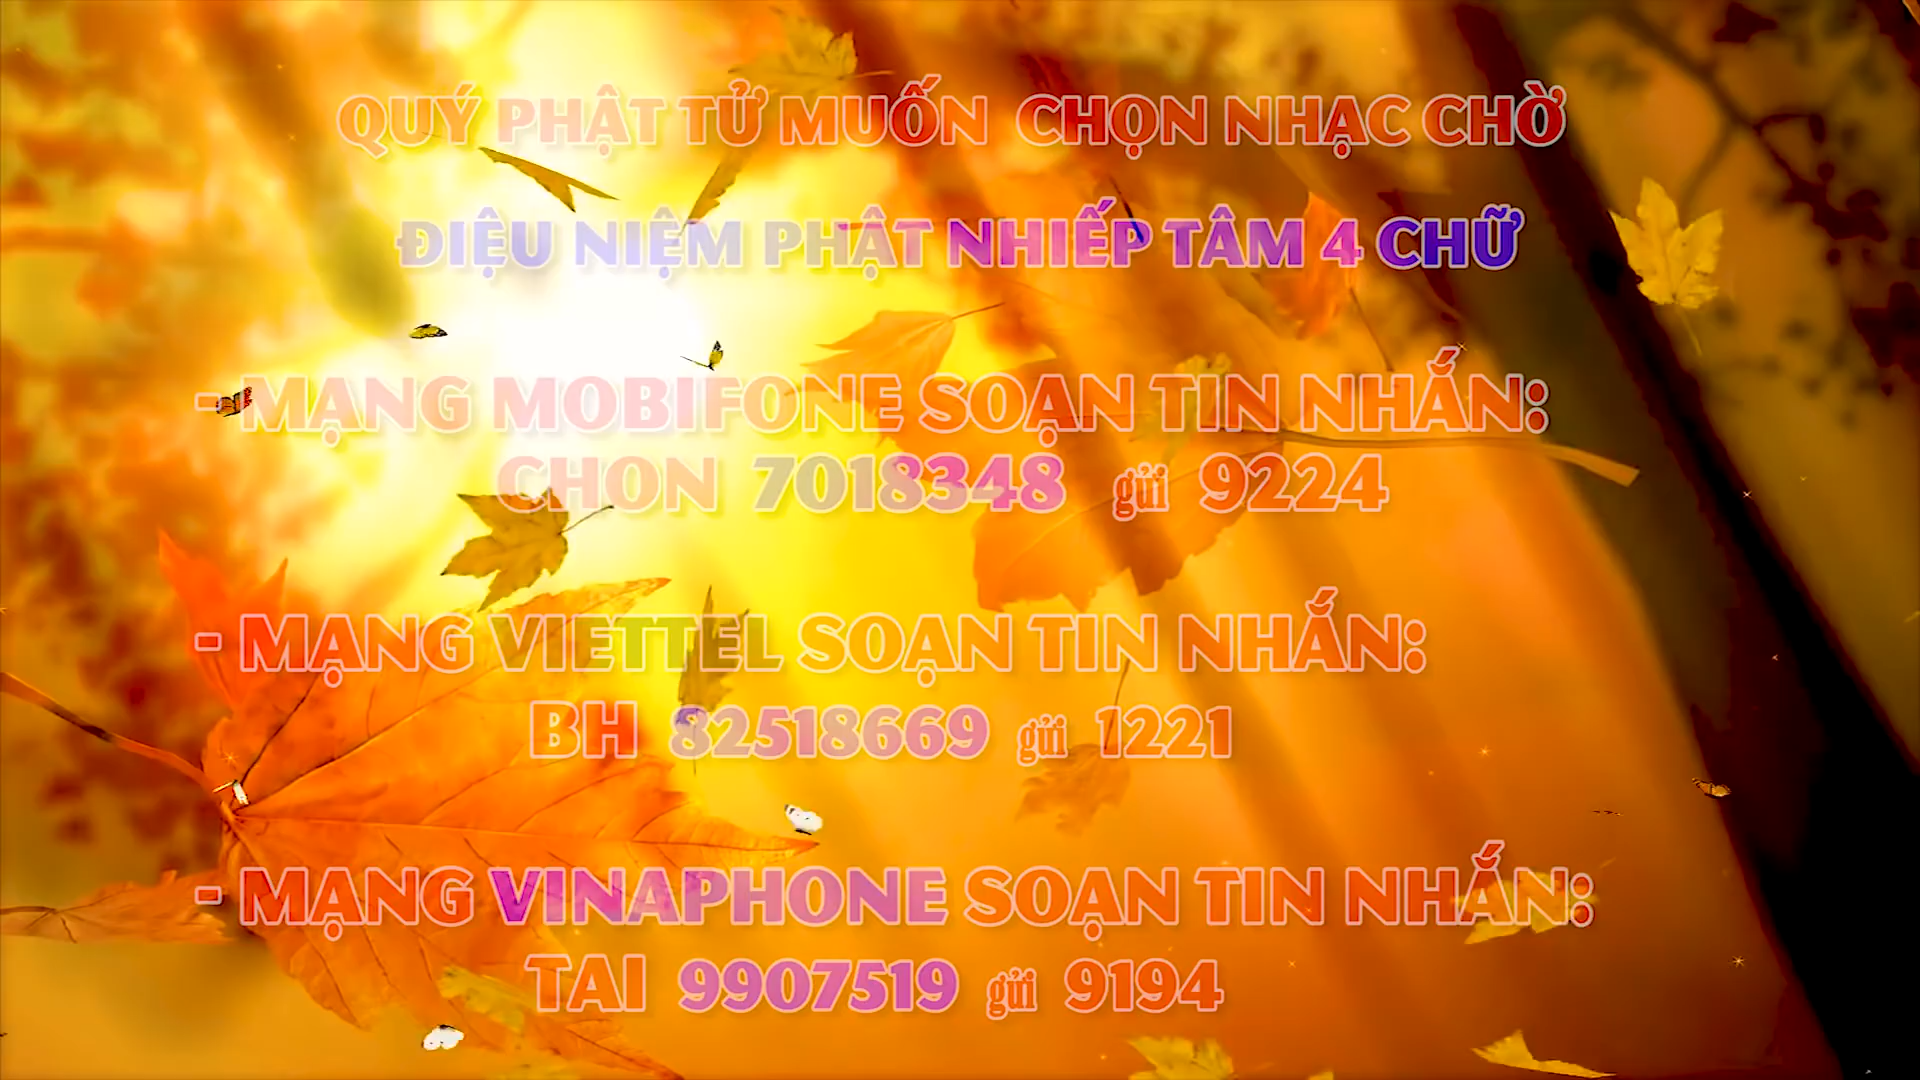 QUÝ PHẬT TỬ MUỐN CHỌN NHẠC CHỜ
ĐIỆU NIỆM PHẬT NHIẾP TÂM 4 CHỮ
- MẠNG MOBIFONE SOẠN TIN NHẮN:
CHON 7018348 gửi 9224
- MẠNG VIETTEL SOẠN TIN NHẮN:
BH 82518669 gửi 1221
- MẠNG VINAPHONE SOẠN TIN NHẮN:
TAI 9907519 gửi 9194